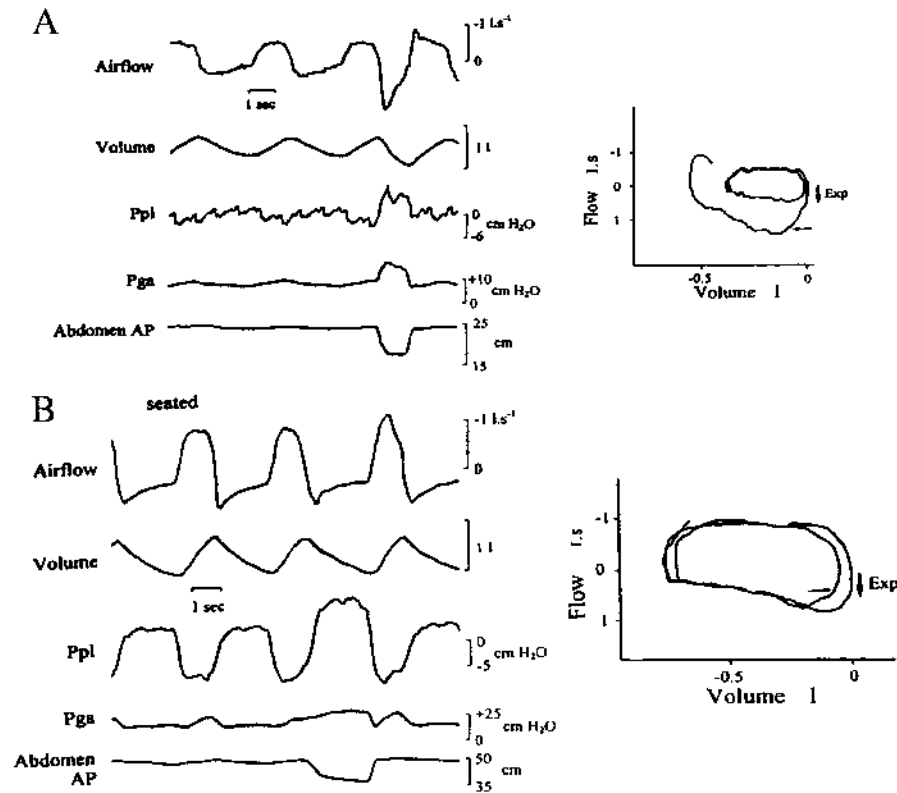 A
-1 l.s⁻¹
Airflow
0
1 sec
Volume
1 l
Ppl
0
-6
cm H₂O
Pga
+10
0
cm H₂O
Abdomen AP
25
15
cm
Flow l.s
-1
0
1
Exp
-0.5
0
Volume l
B
seated
-1 l.s⁻¹
Airflow
0
Volume
1 l
1 sec
Ppl
0
-5
cm H₂O
Pga
+25
0
cm H₂O
Abdomen
AP
50
35
cm
Flow l.s
-1
0
1
Exp
-0.5
0
Volume l